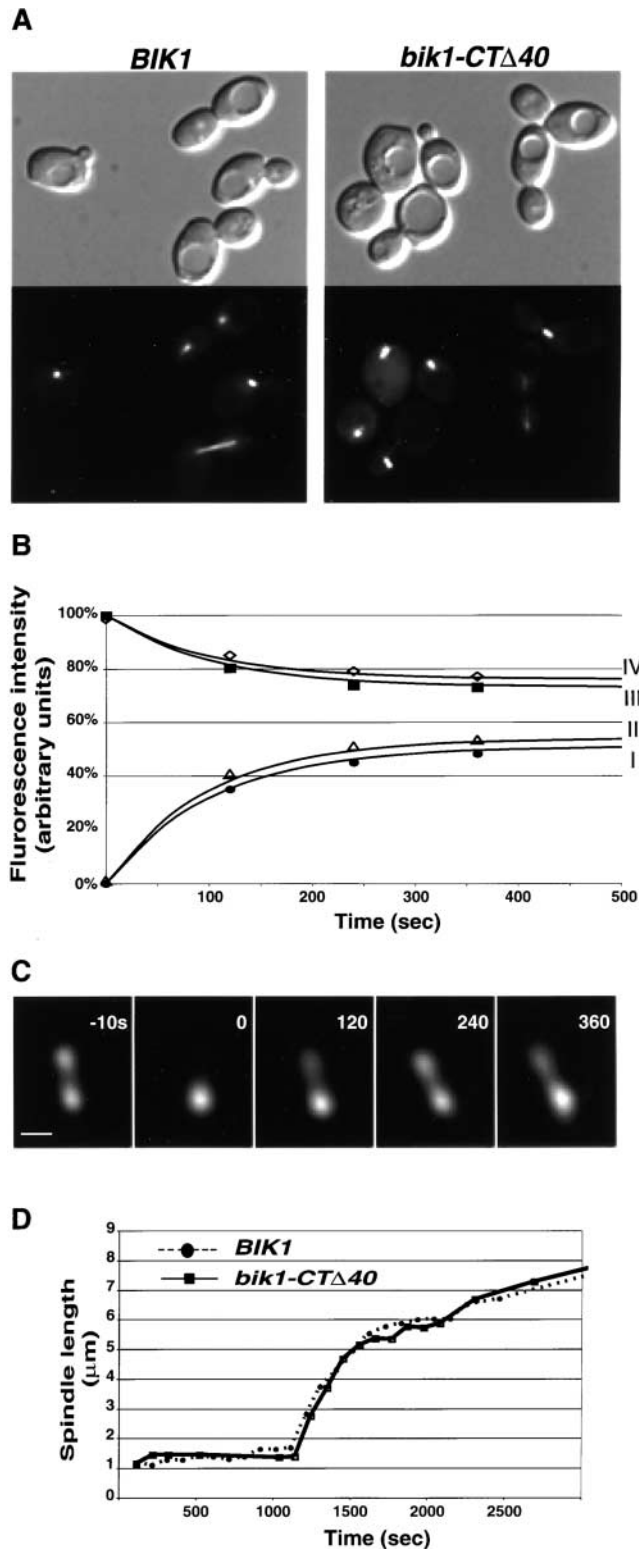 A
BIK1
bik1-CTΔ40
B
Flurorescence intensity
(arbitrary units)
100%
80%
60%
40%
20%
0%
IV
III
II
I
100
200
300
400
500
Time (sec)
C
-10s
0
120
240
360
D
Spindle length
(μm)
9
8
7
6
5
4
3
2
1
0
BIK1
bik1-CTΔ40
500
1000
1500
2000
2500
Time (sec)